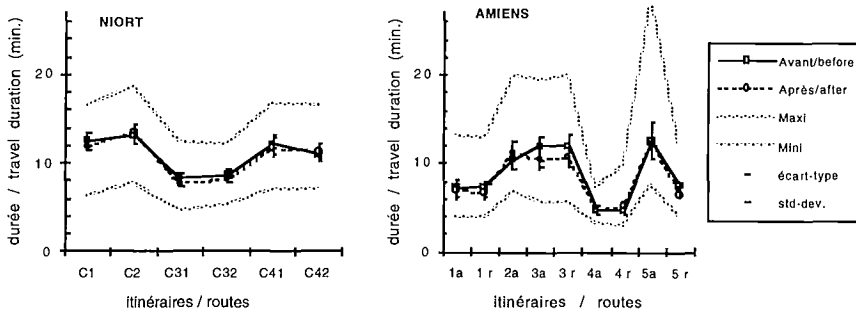 NIORT
durée / travel duration (min.)
20
10
0
C1 C2 C31 C32 C41 C42
itinéraires / routes
AMIENS
durée / travel duration (min.)
20
10
0
1a 1 r 2a 3a 3 r 4a 4 r 5a 5 r
itinéraires / routes
Avant/before
Après/after
Maxi
Mini
écart-type
std-dev.